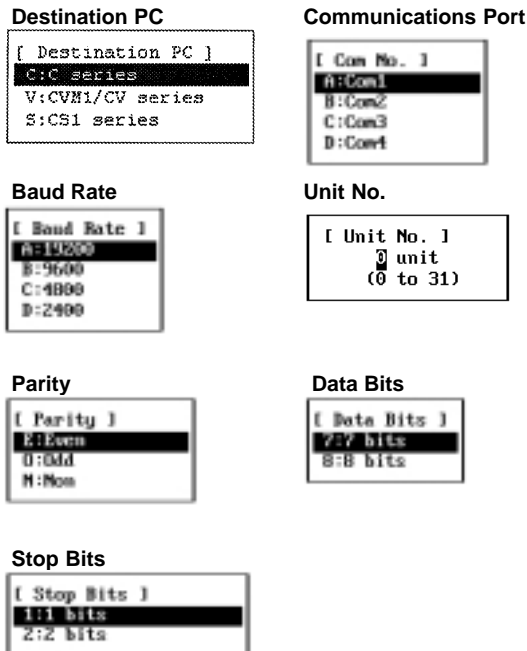 Destination PC
[ Destination PC ]
C:C series
V:CVM1/CV series
S:CS1 series
Communications Port
[ Com No. ]
A:Com1
B:Com2
C:Com3
D:Com4
Baud Rate
[ Baud Rate ]
A:19200
B:9600
C:4800
D:2400
Unit No.
[ Unit No. ]
0 unit
(0 to 31)
Parity
[ Parity ]
E:Even
O:Odd
N:Non
Data Bits
[ Data Bits ]
7:7 bits
8:8 bits
Stop Bits
[ Stop Bits ]
1:1 bits
2:2 bits